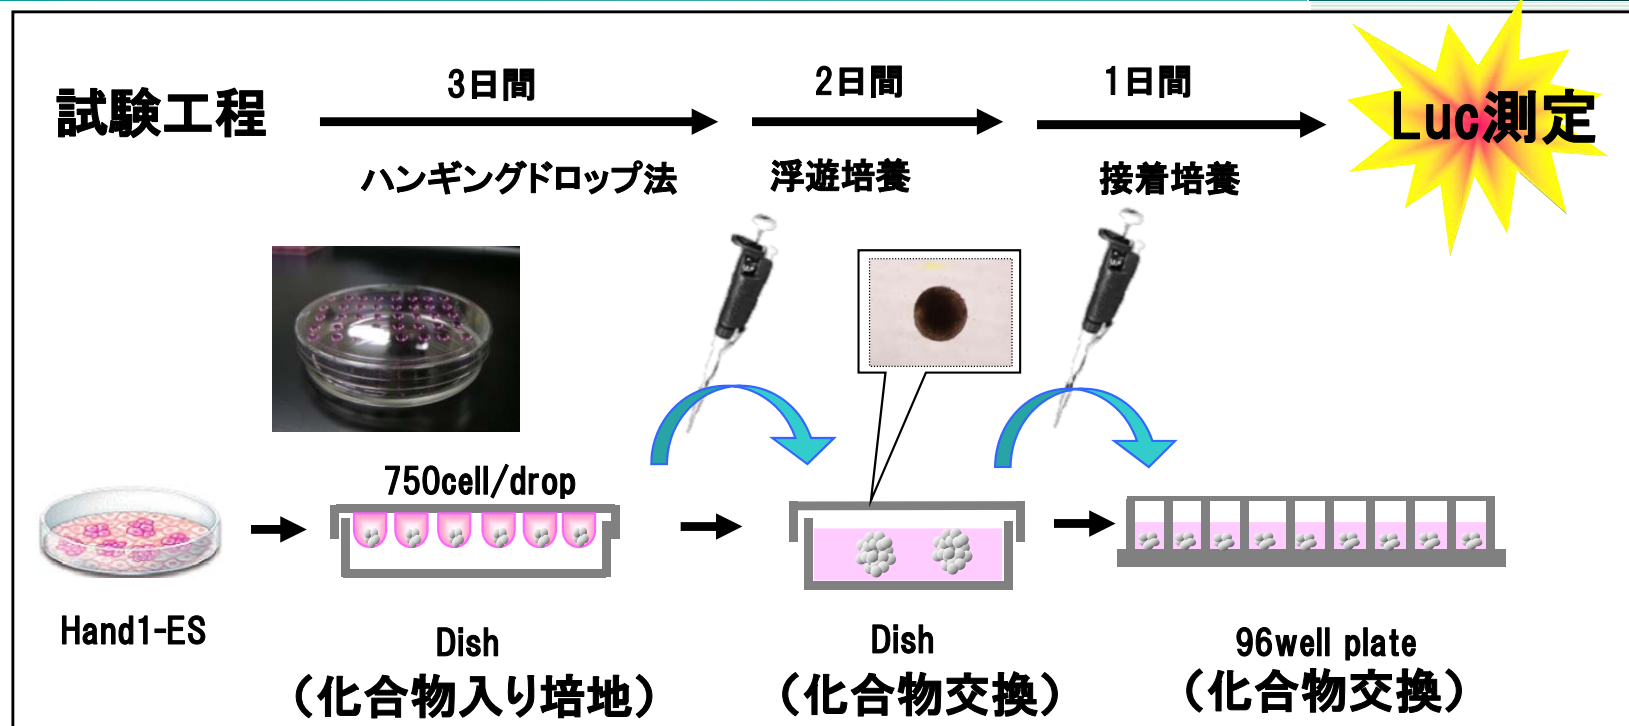 試験工程
3日間
2日間
1日間
Luc測定
ハンギングドロップ法
浮遊培養
接着培養
750cell/drop
Hand1-ES
Dish
（化合物入り培地）
Dish
（化合物交換）
96well plate
（化合物交換）